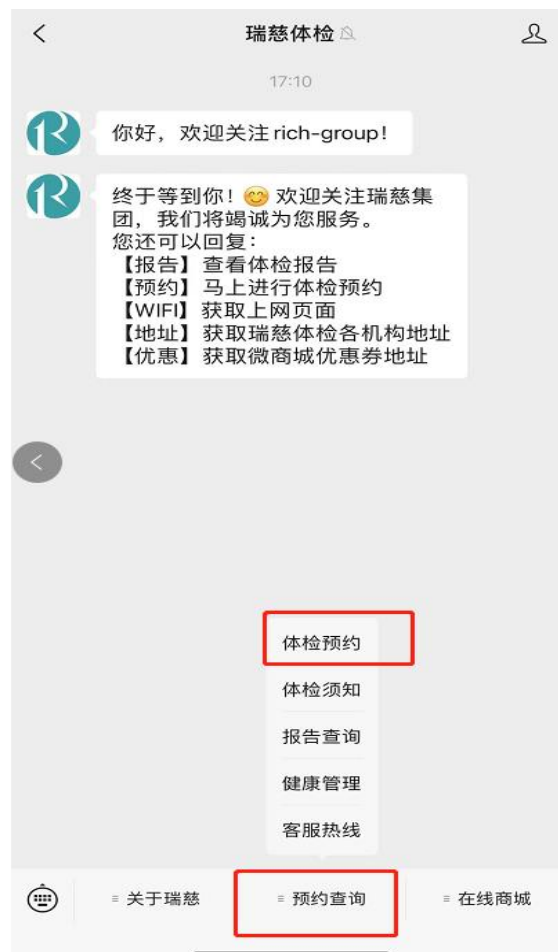 瑞慈体检
17:10
你好，欢迎关注rich-group！
终于等到你！😊 欢迎关注瑞慈集
团，我们将竭诚为您服务。
您还可以回复：
【报告】查看体检报告
【预约】马上进行体检预约
【WIFI】获取上网页面
【地址】获取瑞慈体检各机构地址
【优惠】获取微商城优惠券地址
体检预约
体检须知
报告查询
健康管理
客服热线
关于瑞慈
预约查询
在线商城